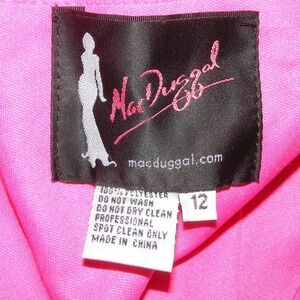 Mac Duggal
macduggal.com
100% POLYESTER
DO NOT WASH
DO NOT DRY CLEAN
PROFESSIONAL
SPOT CLEAN ONLY
MADE IN CHINA
12